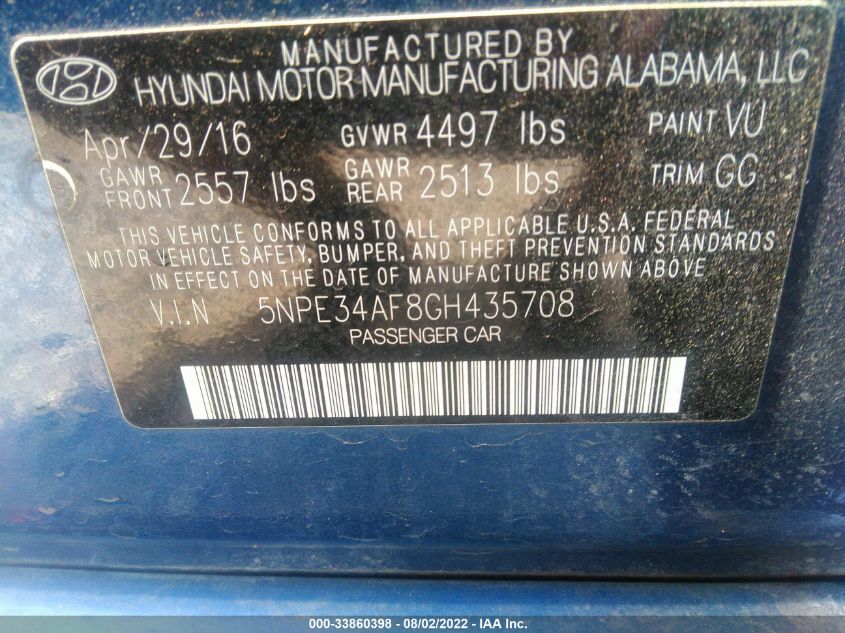 MANUFACTURED BY
HYUNDAI MOTOR MANUFACTURING ALABAMA, LLC
Apr/29/16 GVWR 4497 lbs PAINT VU
GAWR FRONT 2557 lbs GAWR REAR 2513 lbs TRIM GG
THIS VEHICLE CONFORMS TO ALL APPLICABLE U.S.A. FEDERAL
MOTOR VEHICLE SAFETY, BUMPER, AND THEFT PREVENTION STANDARDS
IN EFFECT ON THE DATE OF MANUFACTURE SHOWN ABOVE.
V.I.N 5NPE34AF8GH435708
PASSENGER CAR
000-33860398 - 08/02/2022 - IAA Inc.